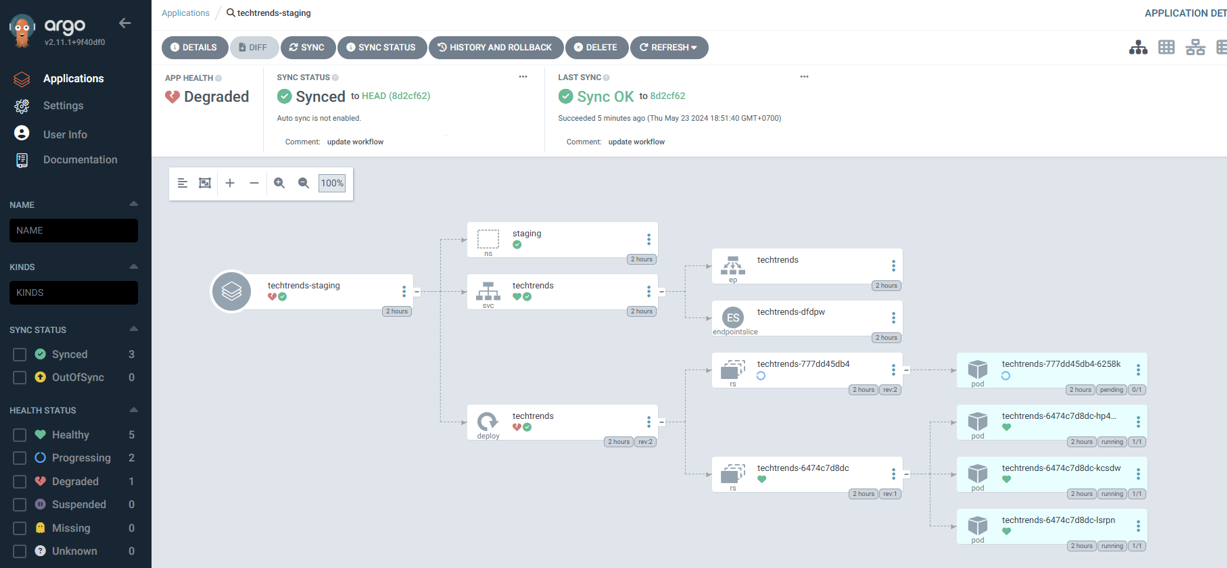 argo
v2.11.1+9f40df0
Applications
Settings
User Info
Documentation
NAME
NAME
KINDS
KINDS
SYNC STATUS
Synced 3
OutOfSync 0
HEALTH STATUS
Healthy 5
Progressing 2
Degraded 1
Suspended 0
Missing 0
Unknown 0
Applications / techtrends-staging
APPLICATION DET
DETAILS DIFF SYNC SYNC STATUS HISTORY AND ROLLBACK DELETE REFRESH
APP HEALTH
Degraded
SYNC STATUS
Synced to HEAD (8d2cf62)
Auto sync is not enabled.
Comment: update workflow
LAST SYNC
Sync OK to 8d2cf62
Succeeded 5 minutes ago (Thu May 23 2024 18:51:40 GMT+0700)
Comment: update workflow
100%
techtrends-staging
2 hours
staging
ns
2 hours
techtrends
svc
2 hours
techtrends
deploy
2 hours rev:2
techtrends
ep
2 hours
ES
techtrends-dfdpw
endpointslice
2 hours
techtrends-777dd45db4
rs
2 hours rev:2
techtrends-6474c7d8dc
rs
2 hours rev:1
techtrends-777dd45db4-6258k
pod
2 hours pending 0/1
techtrends-6474c7d8dc-hp4...
pod
2 hours running 1/1
techtrends-6474c7d8dc-kcsdw
pod
2 hours running 1/1
techtrends-6474c7d8dc-lsrpn
pod
2 hours running 1/1